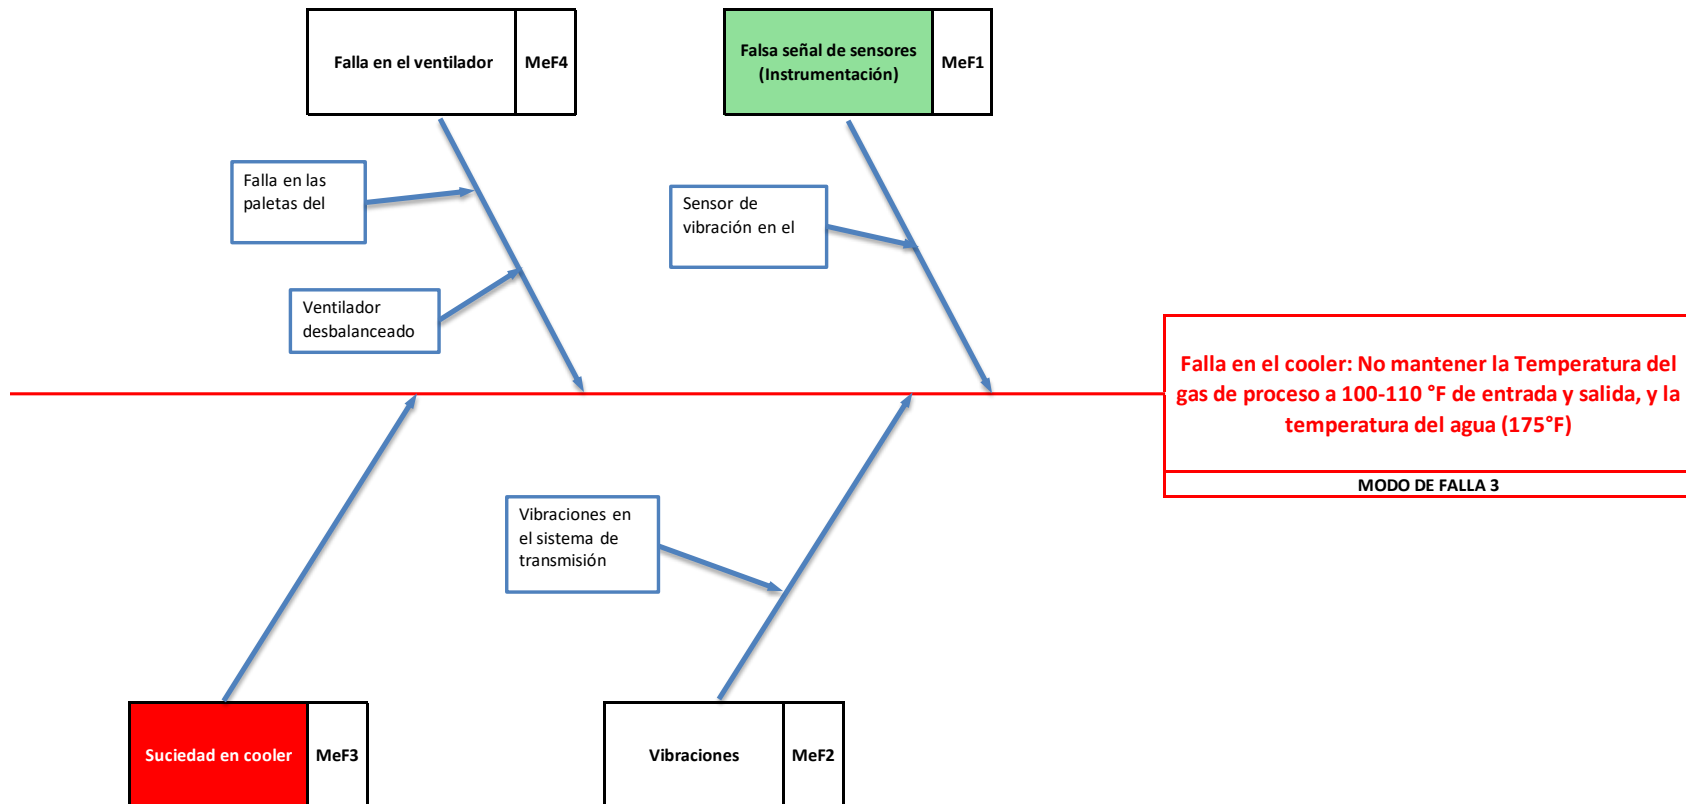 Falla en el ventilador
MeF4
Falsa señal de sensores
(Instrumentación)
MeF1
Falla en las
paletas del
Sensor de
vibración en el
Ventilador
desbalanceado
Falla en el cooler: No mantener la Temperatura del
gas de proceso a 100-110 °F de entrada y salida, y la
temperatura del agua (175°F)
MODO DE FALLA 3
Vibraciones en
el sistema de
transmisión
Suciedad en cooler
MeF3
Vibraciones
MeF2